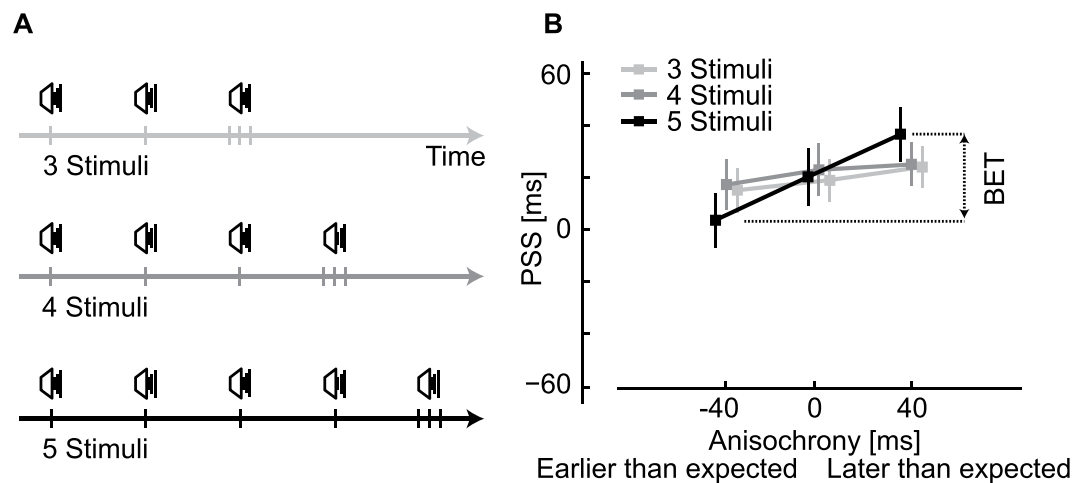 A
3 Stimuli
Time
4 Stimuli
5 Stimuli
B
60
0
−60
PSS [ms]
3 Stimuli
4 Stimuli
5 Stimuli
BET
-40 0 40
Anisochrony [ms]
Earlier than expected Later than expected